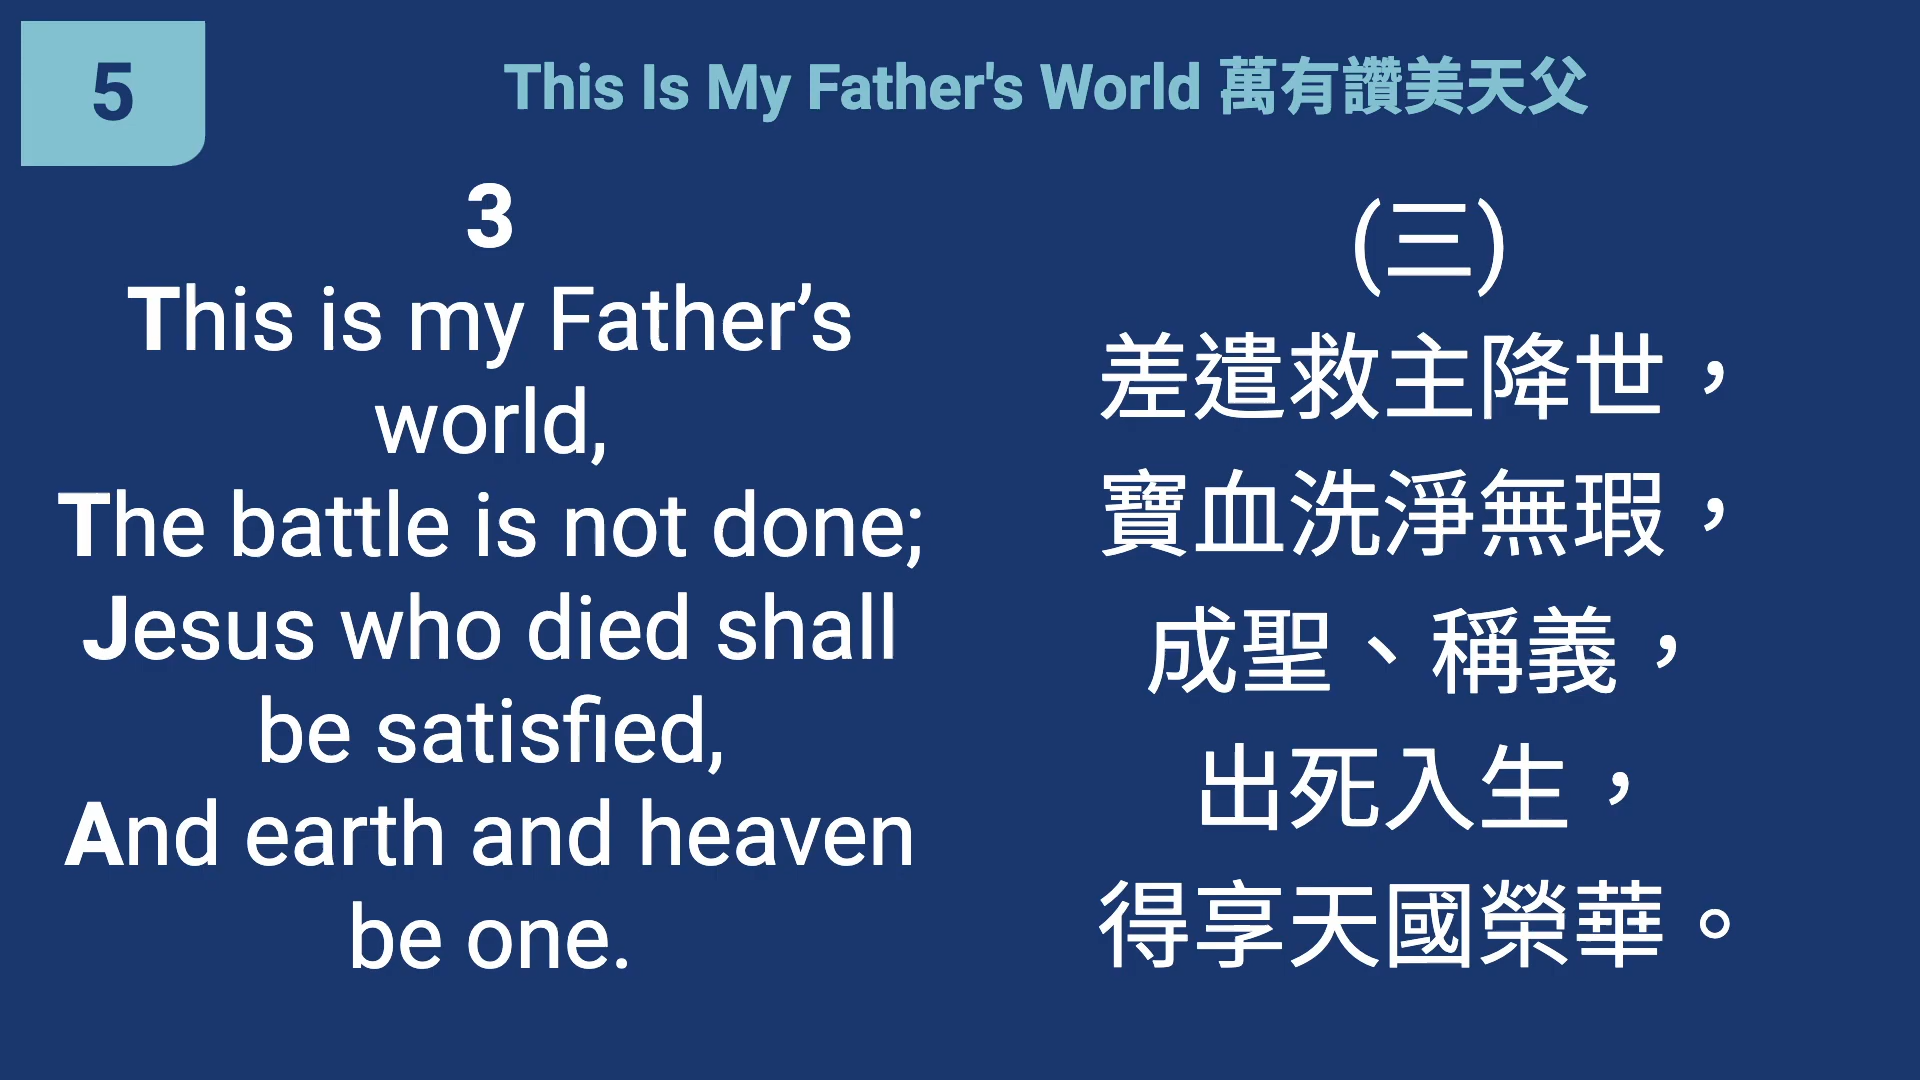 5
This Is My Father's World 萬有讚美天父
3
This is my Father’s
world,
The battle is not done;
Jesus who died shall
be satisfied,
And earth and heaven
be one.
(三)
差遣救主降世，
寶血洗淨無瑕，
成聖、稱義，
出死入生，
得享天國榮華。